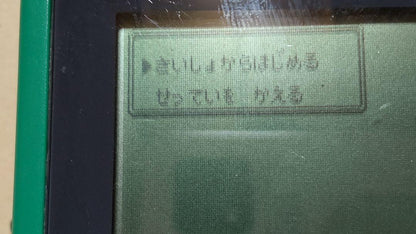 ▶さいしょからはじめる
せっていを かえる